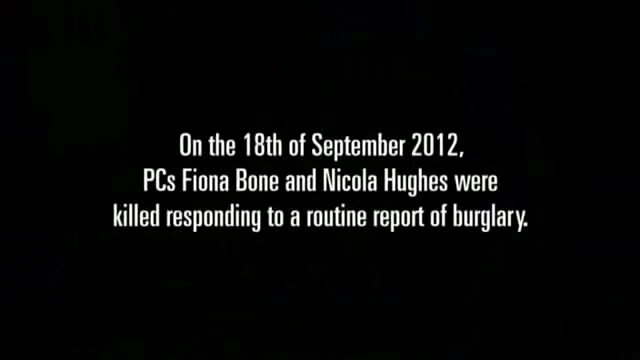 On the 18th of September 2012,
PCs Fiona Bone and Nicola Hughes were
killed responding to a routine report of burglary.